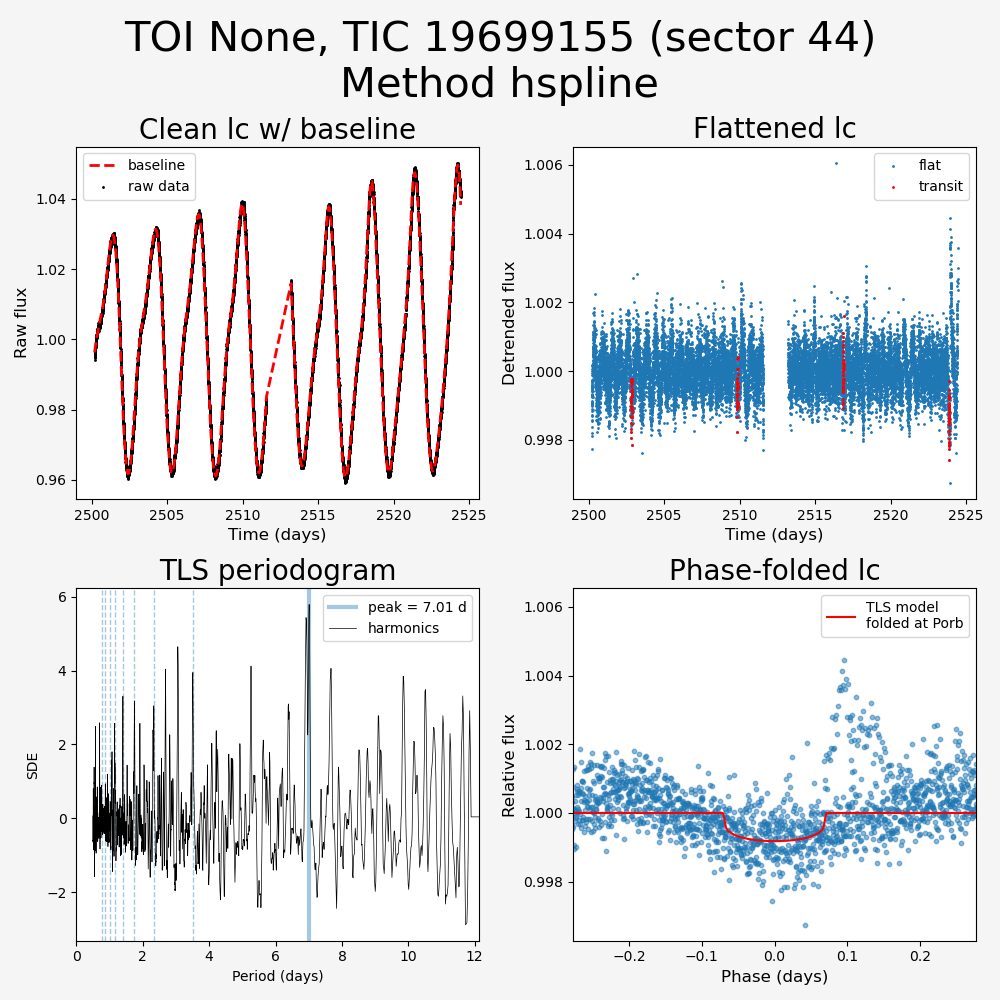 TOI None, TIC 19699155 (sector 44)
Method hspline
Clean lc w/ baseline
baseline
raw data
1.04
1.02
1.00
0.98
0.96
Raw flux
2500
2505
2510
2515
2520
2525
Time (days)
Flattened lc
flat
transit
1.006
1.004
1.002
1.000
0.998
Detrended flux
2500
2505
2510
2515
2520
2525
Time (days)
TLS periodogram
peak = 7.01 d
harmonics
6
4
2
0
−2
SDE
0
2
4
6
8
10
12
Period (days)
Phase-folded lc
TLS model
folded at Porb
1.006
1.004
1.002
1.000
0.998
Relative flux
−0.2
−0.1
0.0
0.1
0.2
Phase (days)